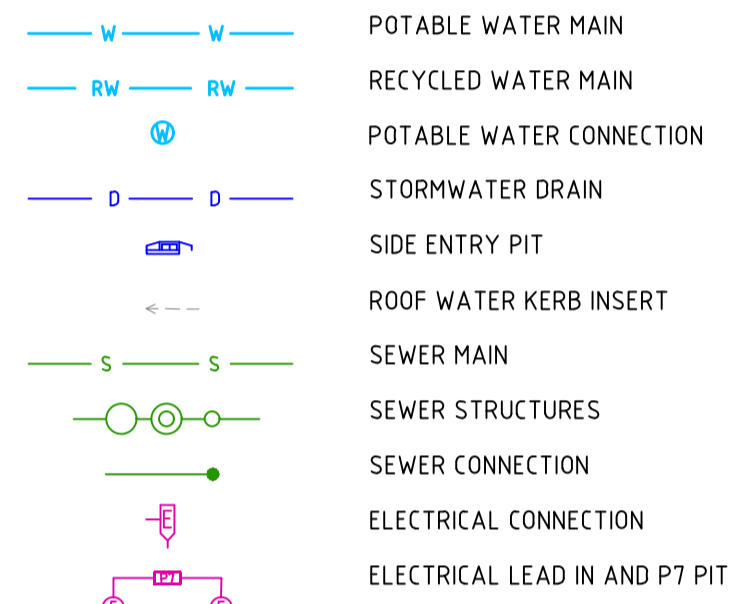 W W POTABLE WATER MAIN
RW RW RECYCLED WATER MAIN
W POTABLE WATER CONNECTION
D D STORMWATER DRAIN
SIDE ENTRY PIT
ROOF WATER KERB INSERT
S S SEWER MAIN
SEWER STRUCTURES
SEWER CONNECTION
E ELECTRICAL CONNECTION
P7 ELECTRICAL LEAD IN AND P7 PIT